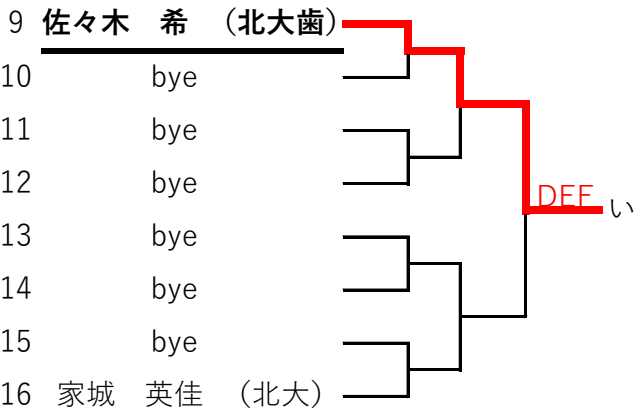 9 佐々木 希 （北大歯）
10 bye
11 bye
12 bye
DEF い
13 bye
14 bye
15 bye
16 家城 英佳 （北大）